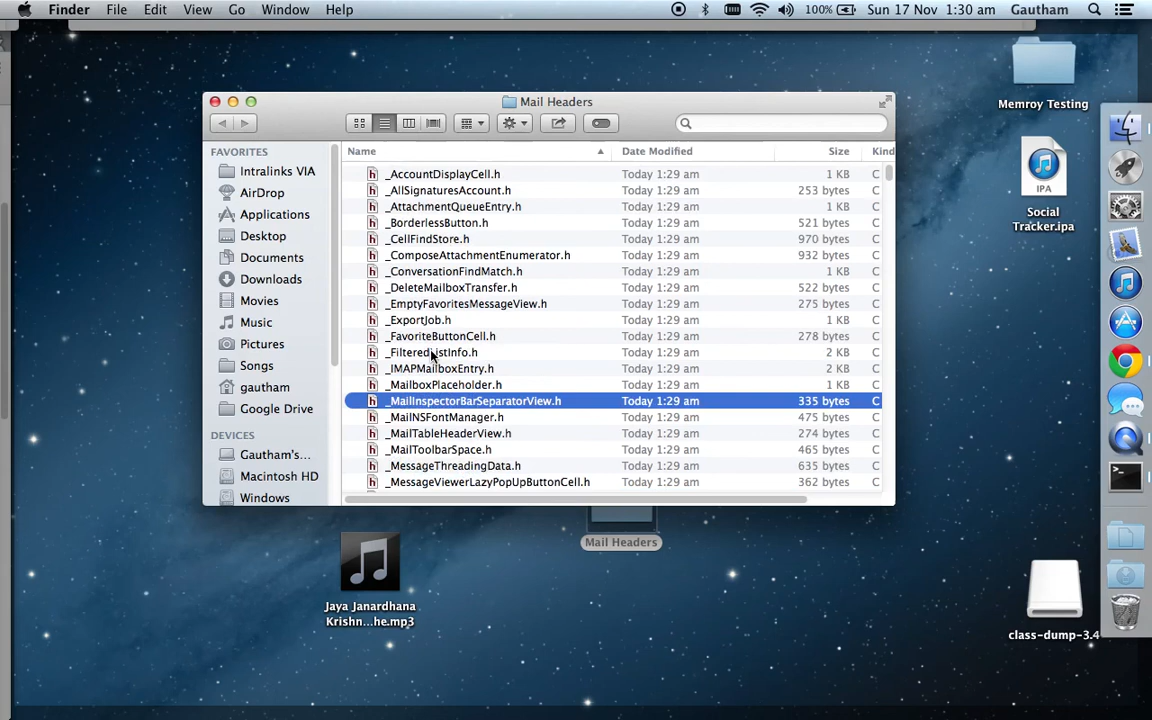 Finder File Edit View Go Window Help 100% Sun 17 Nov 1:30 am Gautham
Mail Headers
FAVORITES
Intralinks VIA
AirDrop
Applications
Desktop
Documents
Downloads
Movies
Music
Pictures
Songs
gautham
Google Drive
DEVICES
Gautham's...
Macintosh HD
Windows
Name Date Modified Size Kind
_AccountDisplayCell.h Today 1:29 am 1 KB C
_AllSignaturesAccount.h Today 1:29 am 253 bytes C
_AttachmentQueueEntry.h Today 1:29 am 1 KB C
_BorderlessButton.h Today 1:29 am 521 bytes C
_CellFindStore.h Today 1:29 am 970 bytes C
_ComposeAttachmentEnumerator.h Today 1:29 am 932 bytes C
_ConversationFindMatch.h Today 1:29 am 1 KB C
_DeleteMailboxTransfer.h Today 1:29 am 522 bytes C
_EmptyFavoritesMessageView.h Today 1:29 am 275 bytes C
_ExportJob.h Today 1:29 am 1 KB C
_FavoriteButtonCell.h Today 1:29 am 278 bytes C
_FilteredListInfo.h Today 1:29 am 2 KB C
_IMAPMailboxEntry.h Today 1:29 am 2 KB C
_MailboxPlaceholder.h Today 1:29 am 1 KB C
_MailInspectorBarSeparatorView.h Today 1:29 am 335 bytes C
_MailNSFontManager.h Today 1:29 am 475 bytes C
_MailTableHeaderView.h Today 1:29 am 274 bytes C
_MailToolbarSpace.h Today 1:29 am 465 bytes C
_MessageThreadingData.h Today 1:29 am 635 bytes C
_MessageViewerLazyPopUpButtonCell.h Today 1:29 am 362 bytes C
Memroy Testing
IPA
Social
Tracker.ipa
Mail Headers
Jaya Janardhana
Krishn...he.mp3
class-dump-3.4